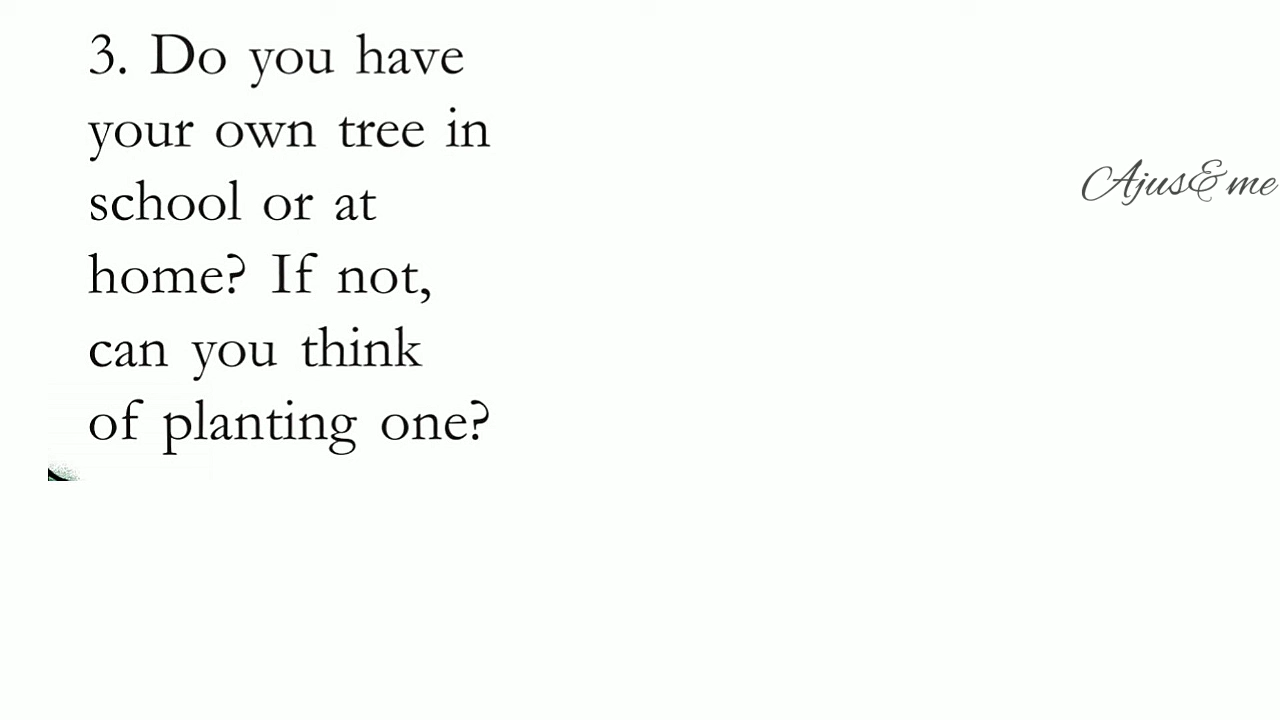 3. Do you have
your own tree in
school or at
home? If not,
can you think
of planting one?
Ajus& me